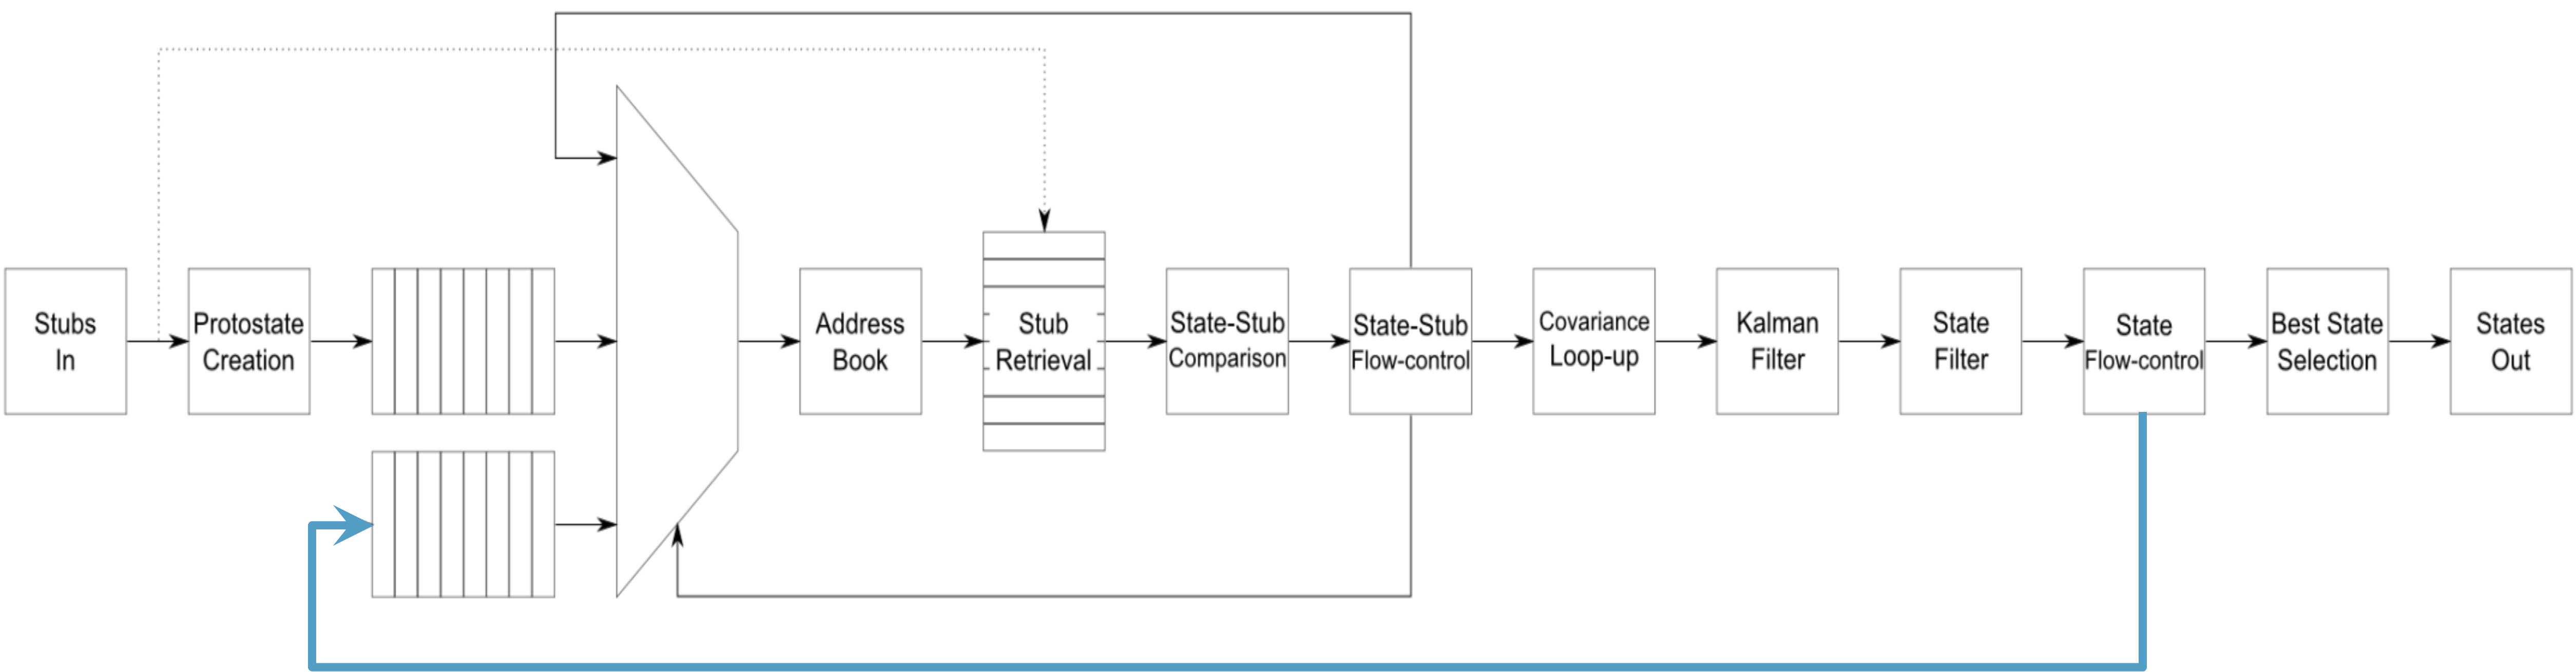 Stubs
In
Protostate
Creation
Address
Book
Stub
Retrieval
State-Stub
Comparison
State-Stub
Flow-control
Covariance
Loop-up
Kalman
Filter
State
Filter
State
Flow-control
Best State
Selection
States
Out